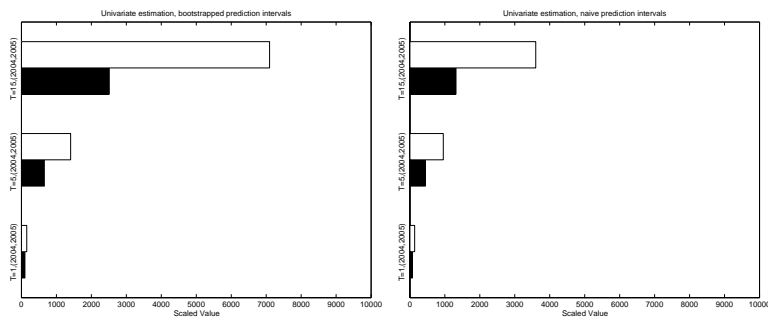 Univariate estimation, bootstrapped prediction intervals
T=15,(2004,2005)
T=5,(2004,2005)
T=1,(2004,2005)
0 1000 2000 3000 4000 5000 6000 7000 8000 9000 10000
Scaled Value
Univariate estimation, naive prediction intervals
T=15,(2004,2005)
T=5,(2004,2005)
T=1,(2004,2005)
0 1000 2000 3000 4000 5000 6000 7000 8000 9000 10000
Scaled Value